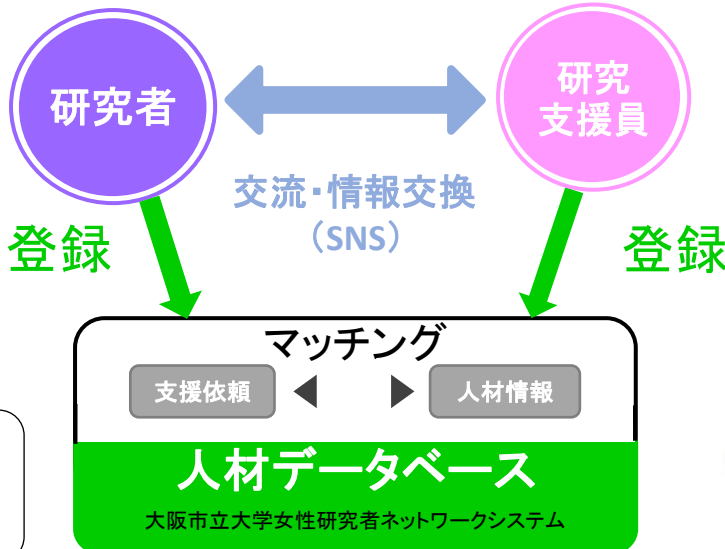 研究者
研究
支援員
交流・情報交換
（SNS）
登録
登録
マッチング
支援依頼
人材情報
人材データベース
大阪市立大学女性研究者ネットワークシステム